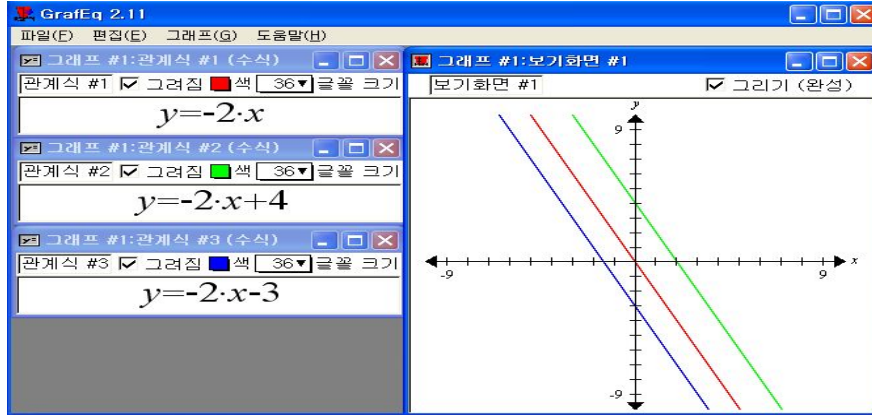 GrafEq 2.11
파일(F) 편집(E) 그래프(G) 도움말(H)
그래프 #1:관계식 #1 (수식)
관계식 #1 그려짐 색 36▼ 글꼴 크기
y=-2·x
그래프 #1:관계식 #2 (수식)
관계식 #2 그려짐 색 36▼ 글꼴 크기
y=-2·x+4
그래프 #1:관계식 #3 (수식)
관계식 #3 그려짐 색 36▼ 글꼴 크기
y=-2·x-3
그래프 #1:보기화면 #1
보기화면 #1 그리기 (완성)
y
9
-9 9 x
-9